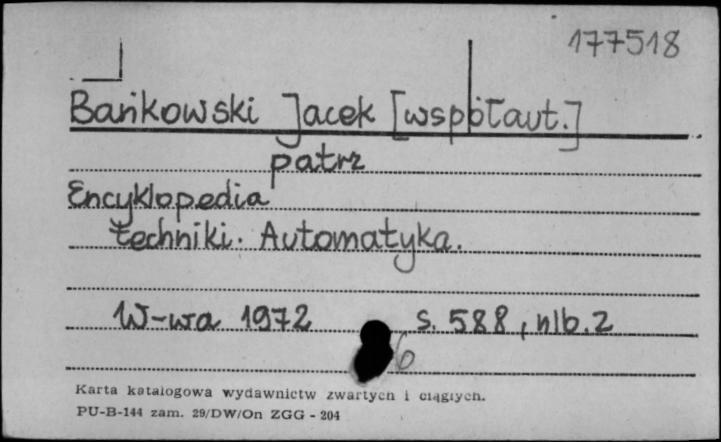 177518
Bańkowski Jacek [współaut.]
patrz
Encyklopedia
techniki. Automatyka.
W-wa 1972 s. 588, nlb. 2
6
Karta katalogowa wydawnictw zwartych i ciągłych.
PU-B-144 zam. 29/DW/On ZGG - 204